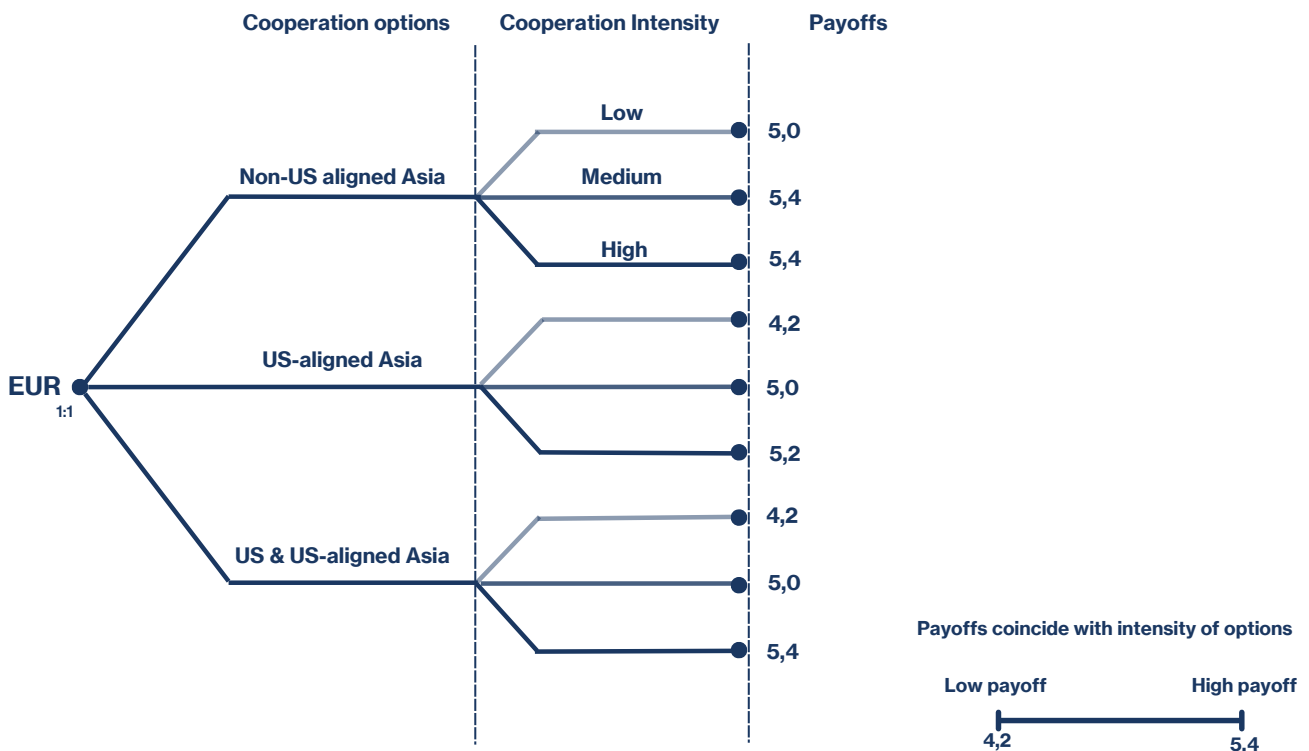 Cooperation options
Cooperation Intensity
Payoffs
Low
5,0
Non-US aligned Asia
Medium
5,4
High
5,4
4,2
US-aligned Asia
EUR
1:1
5,0
5,2
4,2
US & US-aligned Asia
5,0
5,4
Payoffs coincide with intensity of options
Low payoff
High payoff
4,2
5,4